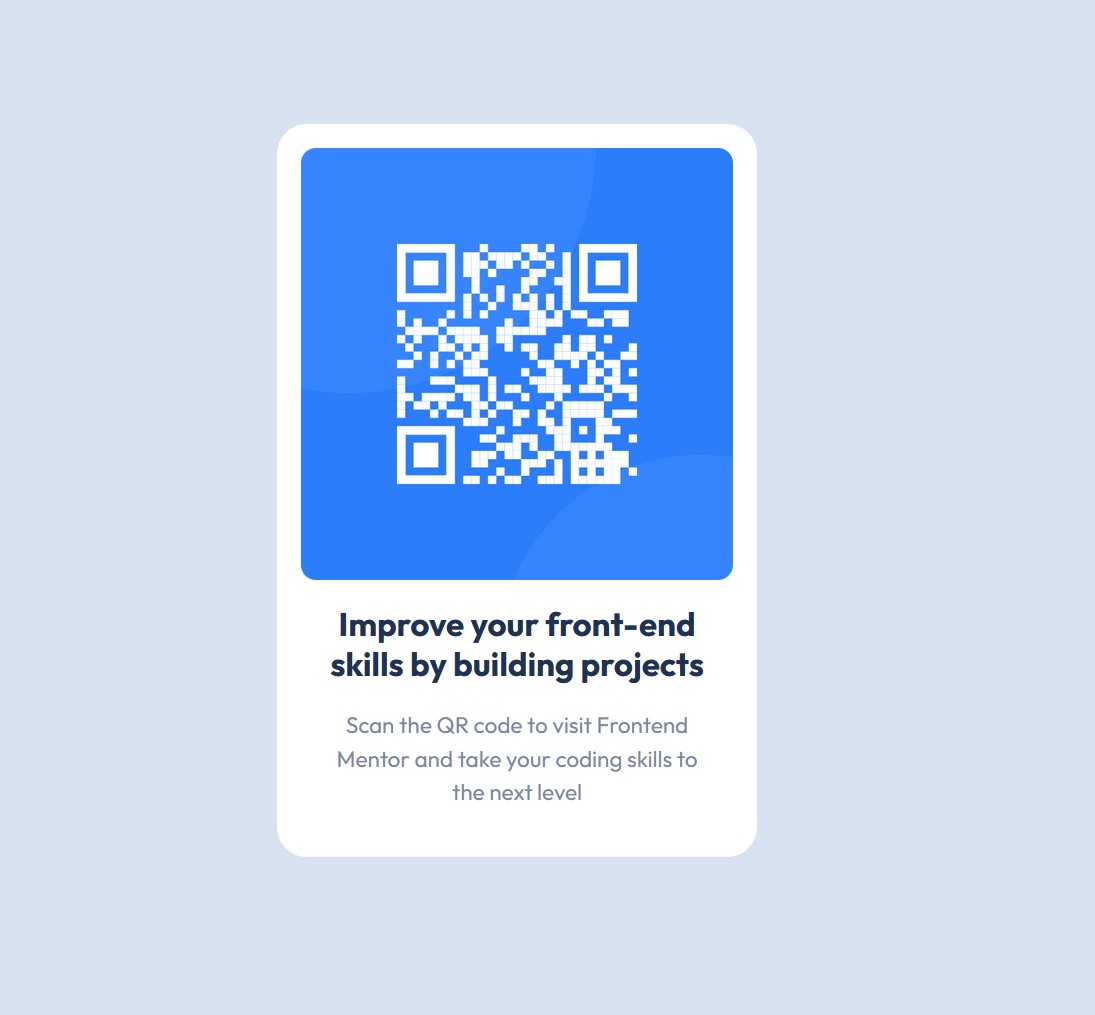 Improve your front-end
skills by building projects
Scan the QR code to visit Frontend
Mentor and take your coding skills to
the next level